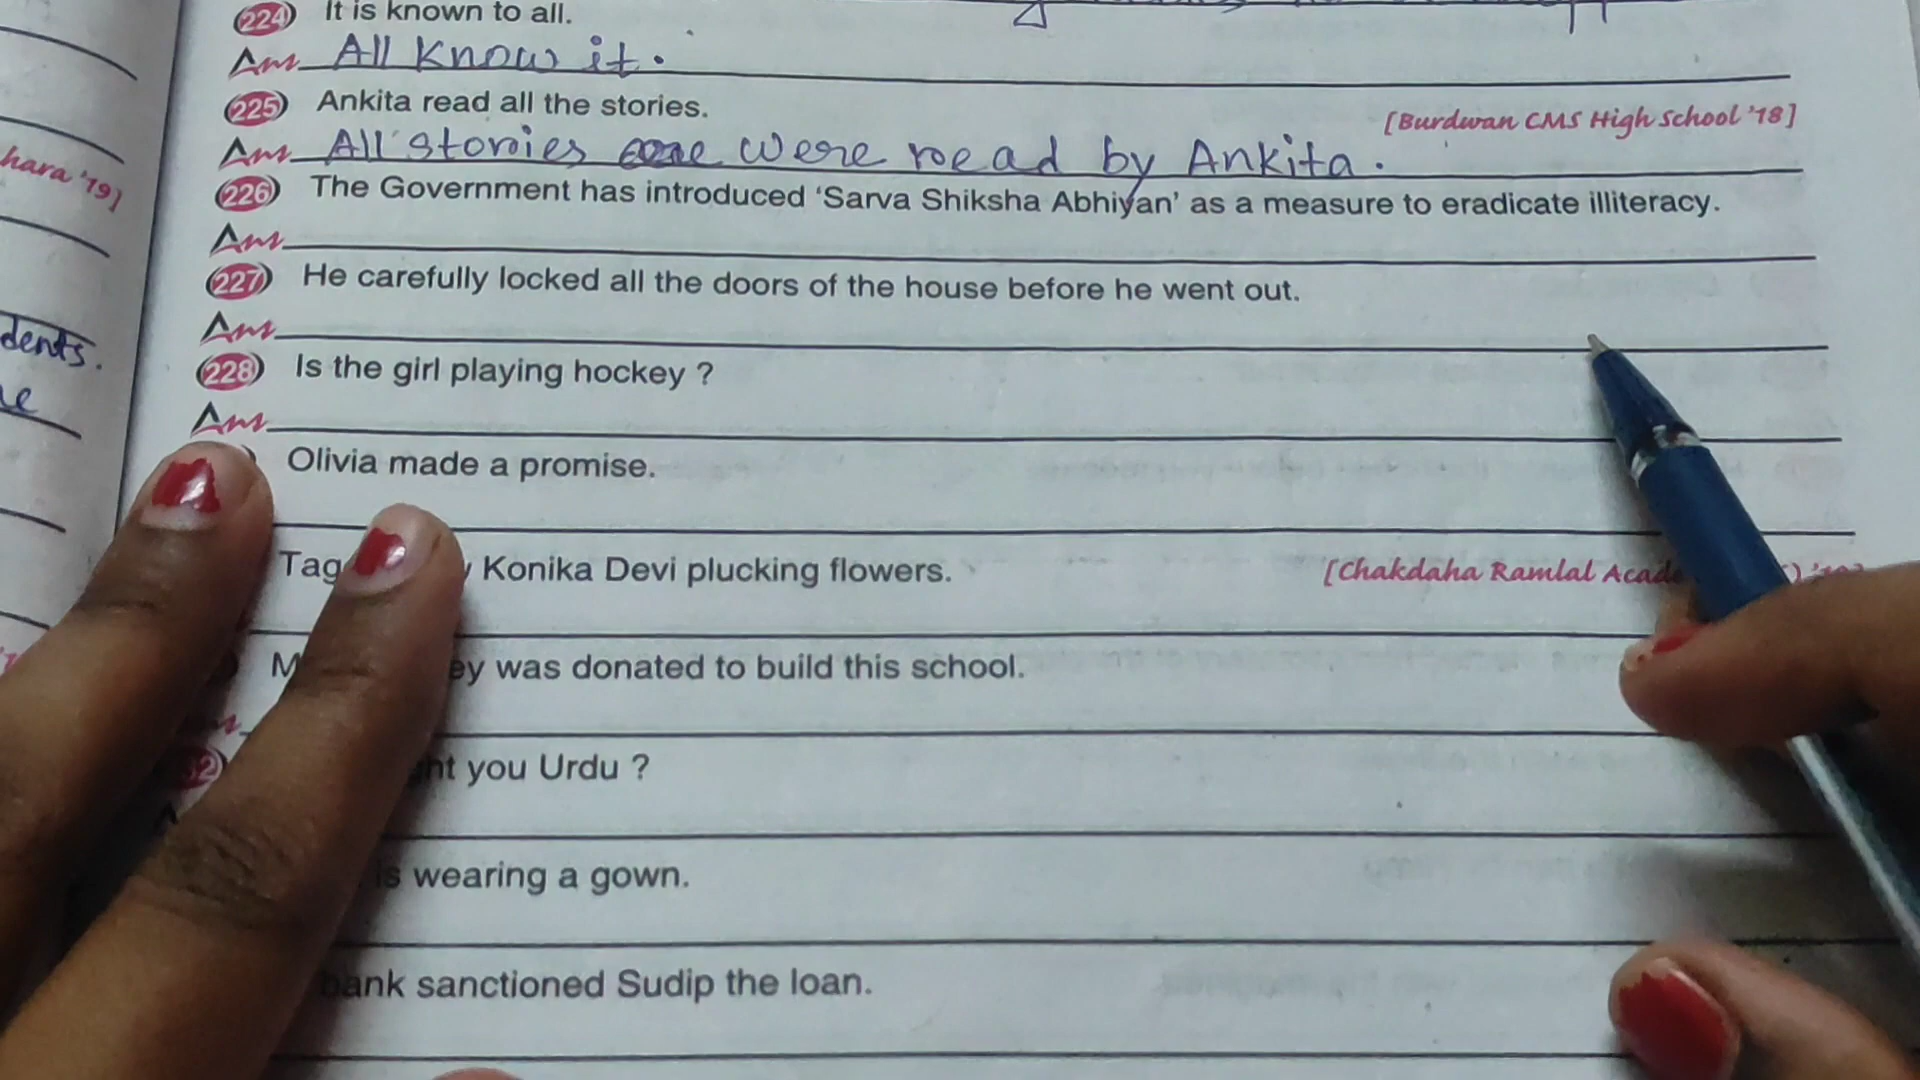 224 It is known to all.
Ans All know it.
225 Ankita read all the stories.
[Burdwan CMS High School '18]
Ans All stories were read by Ankita.
226 The Government has introduced 'Sarva Shiksha Abhiyan' as a measure to eradicate illiteracy.
Ans
227 He carefully locked all the doors of the house before he went out.
Ans
228 Is the girl playing hockey ?
Ans
Olivia made a promise.
Konika Devi plucking flowers.
[Chakdaha Ramlal
was donated to build this school.
you Urdu ?
is wearing a gown.
bank sanctioned Sudip the loan.
hara '19]
dents.